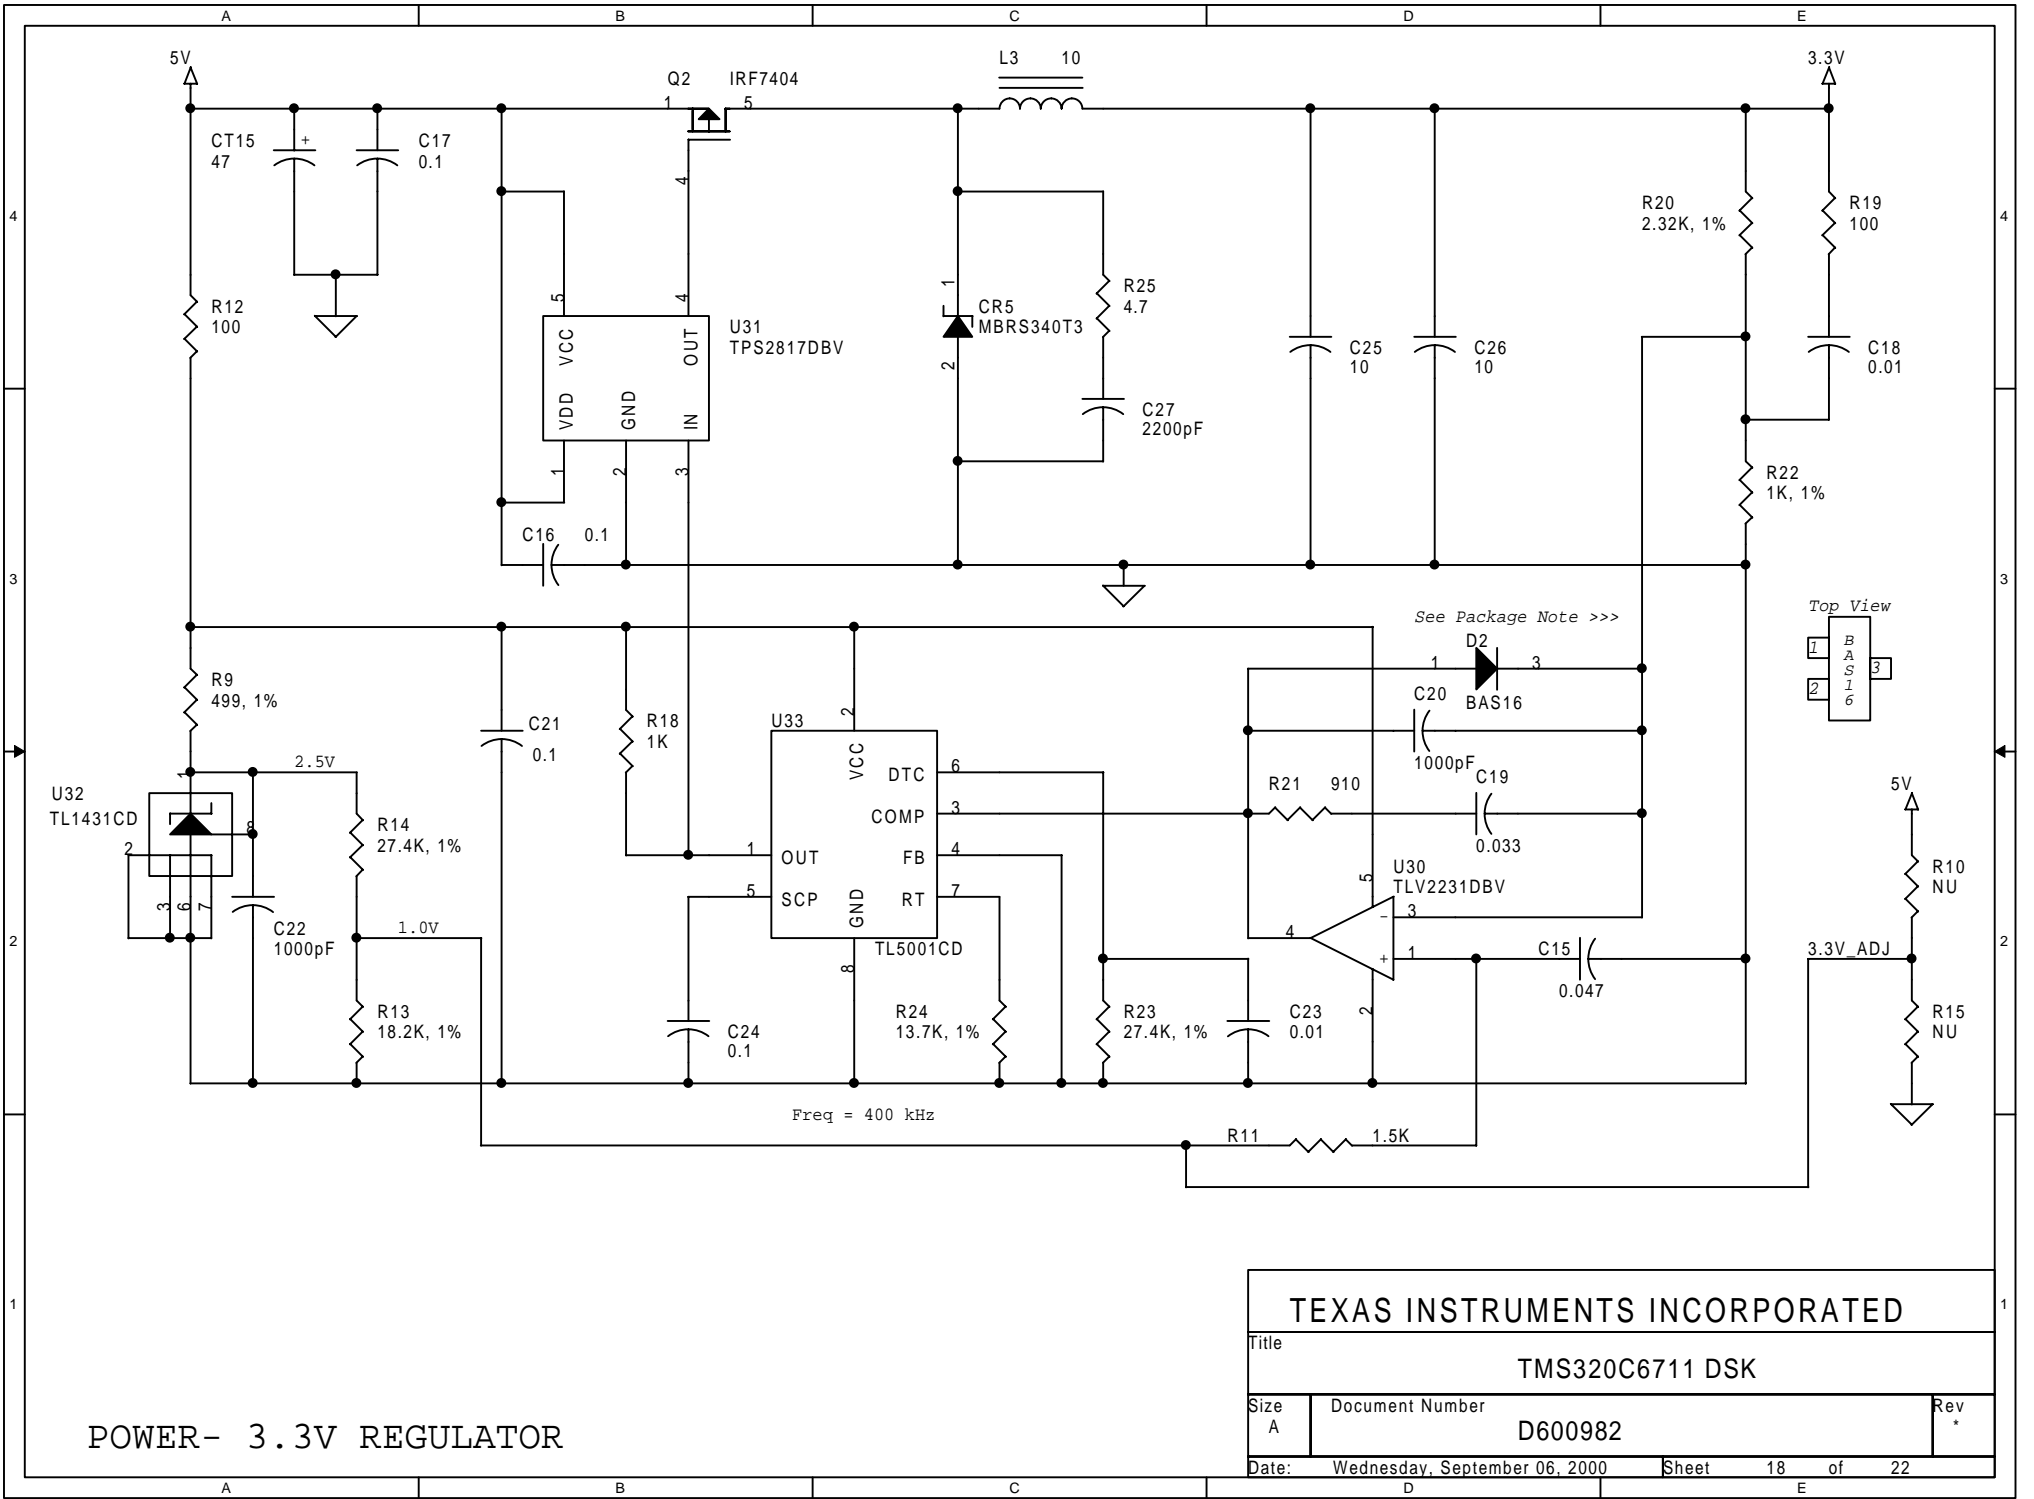 A B C D E
5V
L3 10
3.3V
Q2 IRF7404
1 5
CT15
47
C17
0.1
4
R20
2.32K, 1%
R19
100
4 4
R12
100
5 4
VCC OUT
VDD GND IN
U31
TPS2817DBV
1 2 3
1
CR5
MBRS340T3
2
R25
4.7
C27
2200pF
C25
10
C26
10
C18
0.01
R22
1K, 1%
C16 0.1
3 3
See Package Note >>>
D2
1 3
BAS16
Top View
1
2
3
BAS16
R9
499, 1%
C21
0.1
R18
1K
U33
2
VCC
DTC 6
COMP 3
1 OUT
FB 4
5 SCP
RT 7
GND
8
TL5001CD
C20
1000pF
R21 910
C19
0.033
2.5V
1
U32
TL1431CD
8
2
3 6 7
R14
27.4K, 1%
C22
1000pF
1.0V
R13
18.2K, 1%
U30
TLV2231DBV
5
- 3
4
+ 1
2
C15
0.047
5V
R10
NU
3.3V_ADJ
R15
NU
2 2
C24
0.1
R24
13.7K, 1%
R23
27.4K, 1%
C23
0.01
Freq = 400 kHz
R11 1.5K
1 1
TEXAS INSTRUMENTS INCORPORATED
Title
TMS320C6711 DSK
Size
A
Document Number
D600982
Rev
*
Date: Wednesday, September 06, 2000 Sheet 18 of 22
POWER- 3.3V REGULATOR
A B C D E